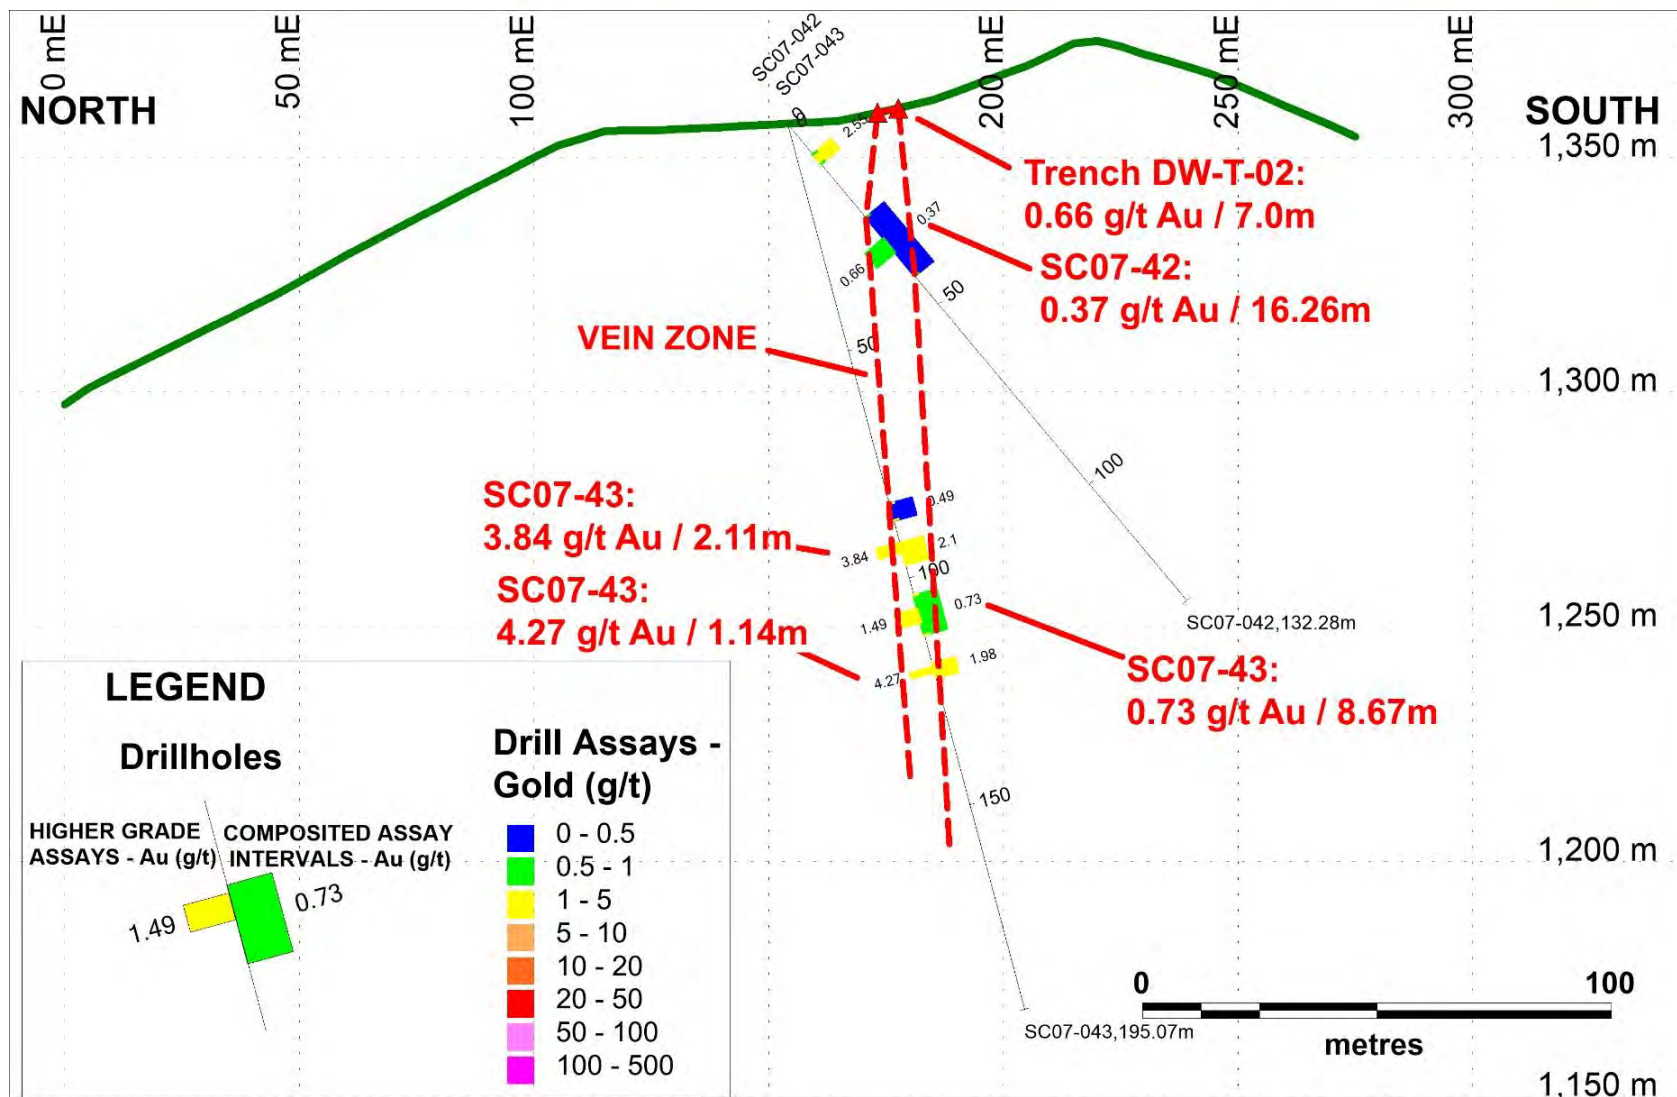 0 mE
50 mE
100 mE
SC07-042
SC07-043
200 mE
250 mE
300 mE
NORTH
SOUTH
1,350 m
0
2.55
Trench DW-T-02:
0.66 g/t Au / 7.0m
0.37
SC07-42:
0.37 g/t Au / 16.26m
0.66
50
VEIN ZONE
50
1,300 m
100
SC07-43:
3.84 g/t Au / 2.11m
0.49
3.84
2.1
100
SC07-43:
4.27 g/t Au / 1.14m
0.73
1.49
SC07-042,132.28m
1,250 m
1.98
4.27
SC07-43:
0.73 g/t Au / 8.67m
150
1,200 m
SC07-043,195.07m
0 100
metres
1,150 m
LEGEND
Drillholes
HIGHER GRADE
ASSAYS - Au (g/t)
COMPOSITED ASSAY
INTERVALS - Au (g/t)
1.49
0.73
Drill Assays -
Gold (g/t)
0 - 0.5
0.5 - 1
1 - 5
5 - 10
10 - 20
20 - 50
50 - 100
100 - 500